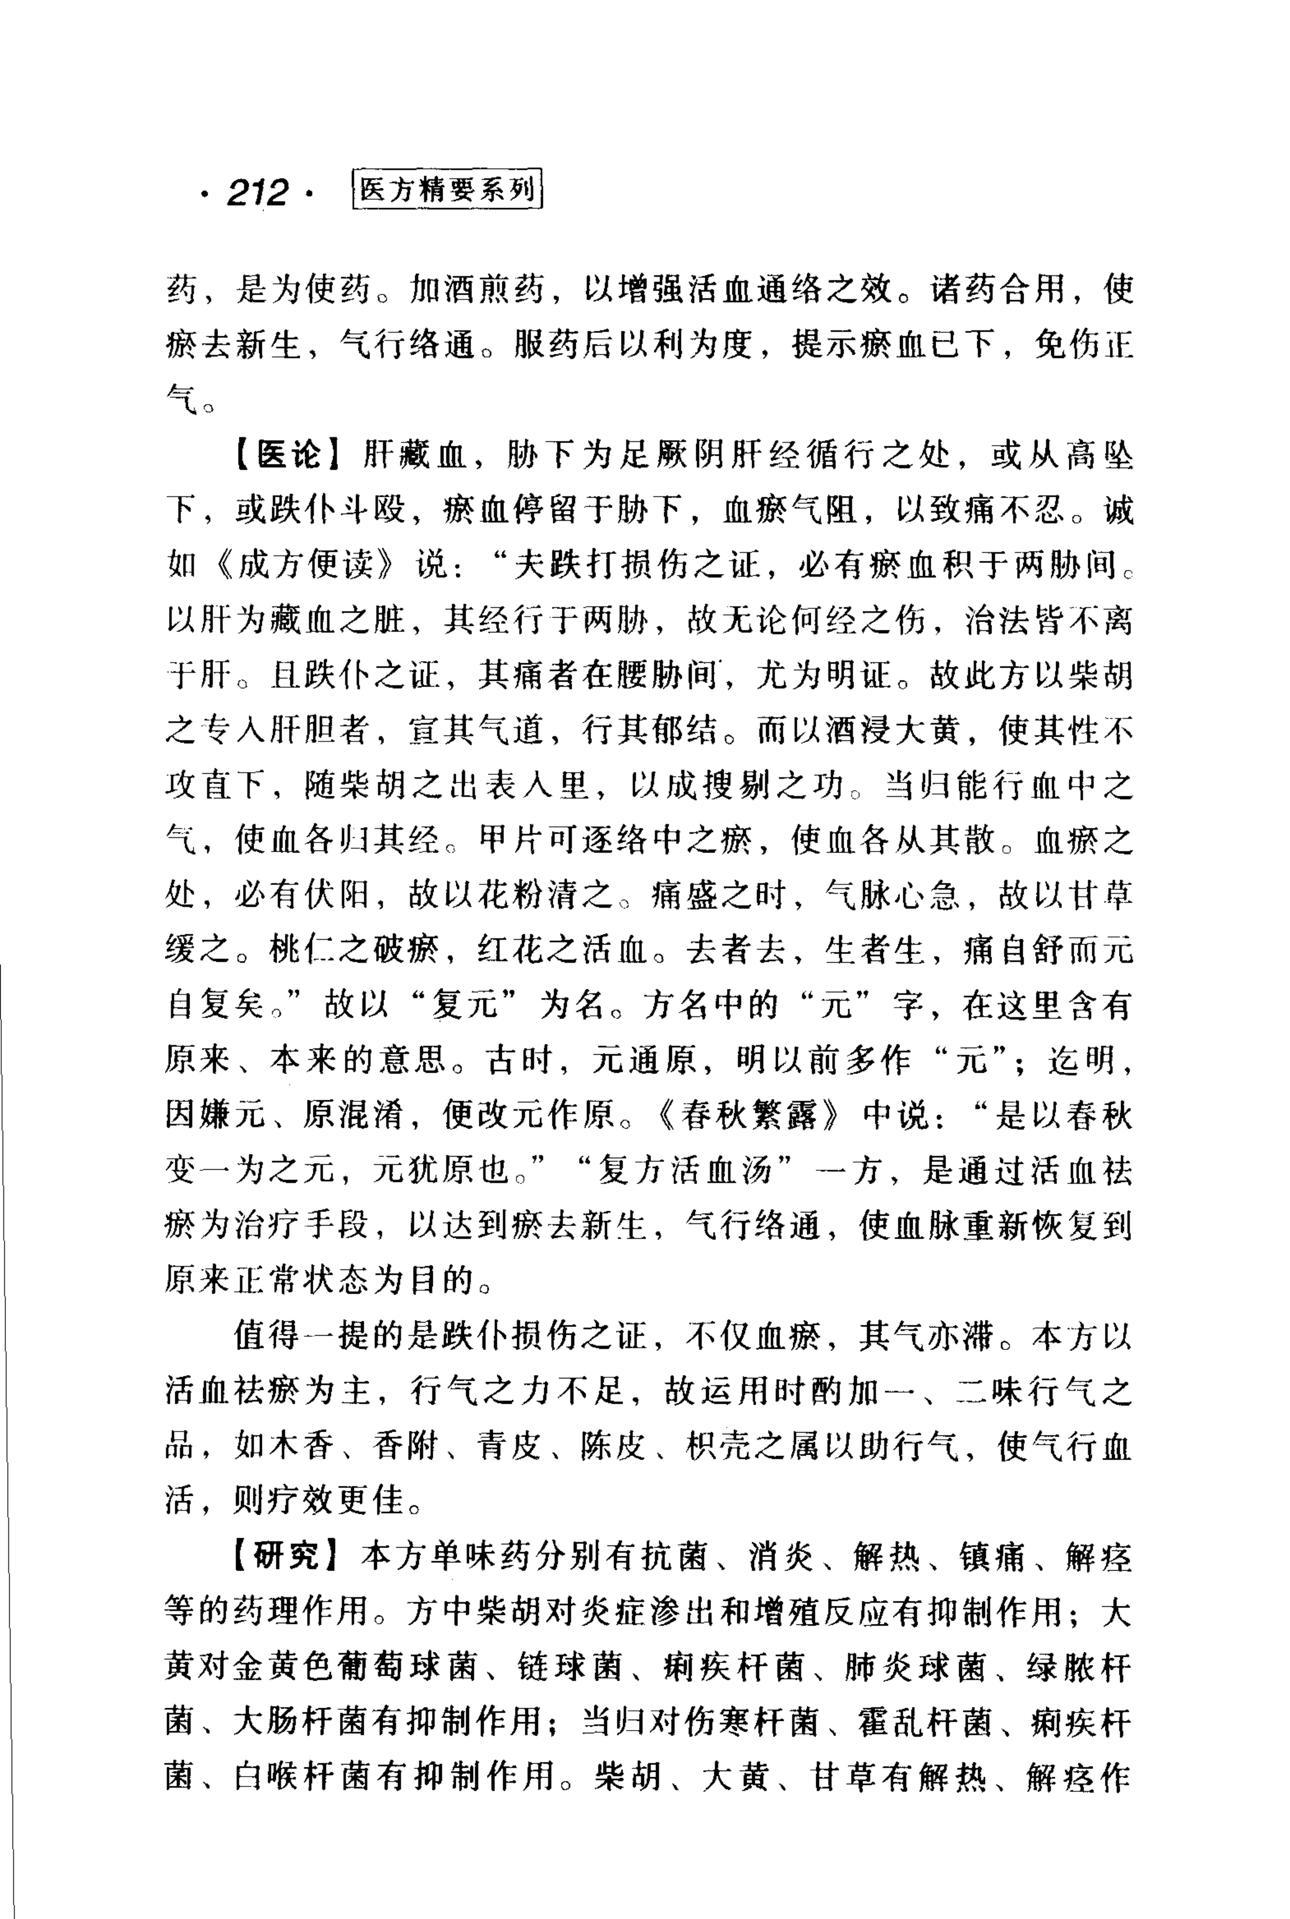 ·212· 医方精要系列
药，是为使药。加酒煎药，以增强活血通络之效。诸药合用，使
瘀去新生，气行络通。服药后以利为度，提示瘀血已下，免伤正
气。
【医论】肝藏血，胁下为足厥阴肝经循行之处，或从高坠
下，或跌仆斗殴，瘀血停留于胁下，血瘀气阻，以致痛不忍。诚
如《成方便读》说：“夫跌打损伤之证，必有瘀血积于两胁间。
以肝为藏血之脏，其经行于两胁，故无论何经之伤，治法皆不离
于肝。且跌仆之证，其痛者在腰胁间，尤为明证。故此方以柴胡
之专入肝胆者，宣其气道，行其郁结。而以酒浸大黄，使其性不
攻直下，随柴胡之出表入里，以成搜剔之功。当归能行血中之
气，使血各归其经。甲片可逐络中之瘀，使血各从其散。血瘀之
处，必有伏阳，故以花粉清之。痛盛之时，气脉心急，故以甘草
缓之。桃仁之破瘀，红花之活血。去者去，生者生，痛自舒而元
自复矣。”故以“复元”为名。方名中的“元”字，在这里含有
原来、本来的意思。古时，元通原，明以前多作“元”；迄明，
因嫌元、原混淆，便改元作原。《春秋繁露》中说：“是以春秋
变一为之元，元犹原也。”“复方活血汤”一方，是通过活血祛
瘀为治疗手段，以达到瘀去新生，气行络通，使血脉重新恢复到
原来正常状态为目的。
值得一提的是跌仆损伤之证，不仅血瘀，其气亦滞。本方以
活血祛瘀为主，行气之力不足，故运用时酌加一、二味行气之
品，如木香、香附、青皮、陈皮、枳壳之属以助行气，使气行血
活，则疗效更佳。
【研究】本方单味药分别有抗菌、消炎、解热、镇痛、解痉
等的药理作用。方中柴胡对炎症渗出和增殖反应有抑制作用；大
黄对金黄色葡萄球菌、链球菌、痢疾杆菌、肺炎球菌、绿脓杆
菌、大肠杆菌有抑制作用；当归对伤寒杆菌、霍乱杆菌、痢疾杆
菌、白喉杆菌有抑制作用。柴胡、大黄、甘草有解热、解痉作